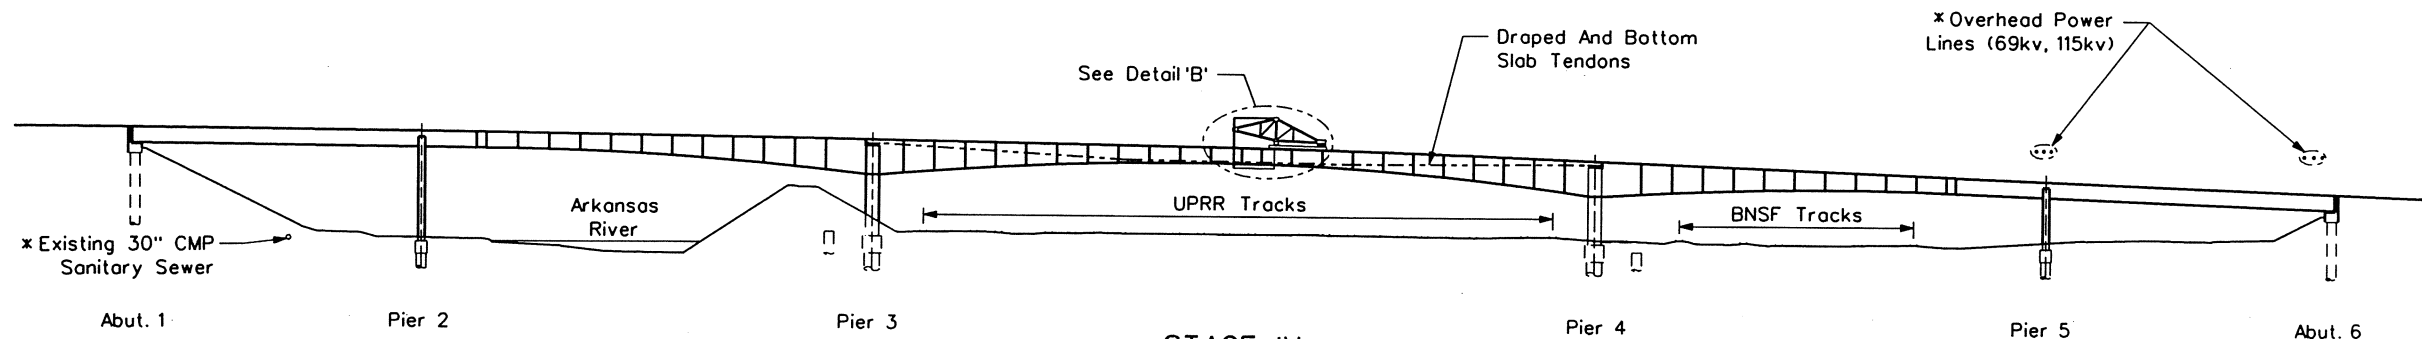 * Overhead Power
Lines (69kv, 115kv)
Draped And Bottom
Slab Tendons
See Detail 'B'
Arkansas
River
UPRR Tracks
BNSF Tracks
* Existing 30" CMP
Sanitary Sewer
Abut. 1
Pier 2
Pier 3
Pier 4
Pier 5
Abut. 6